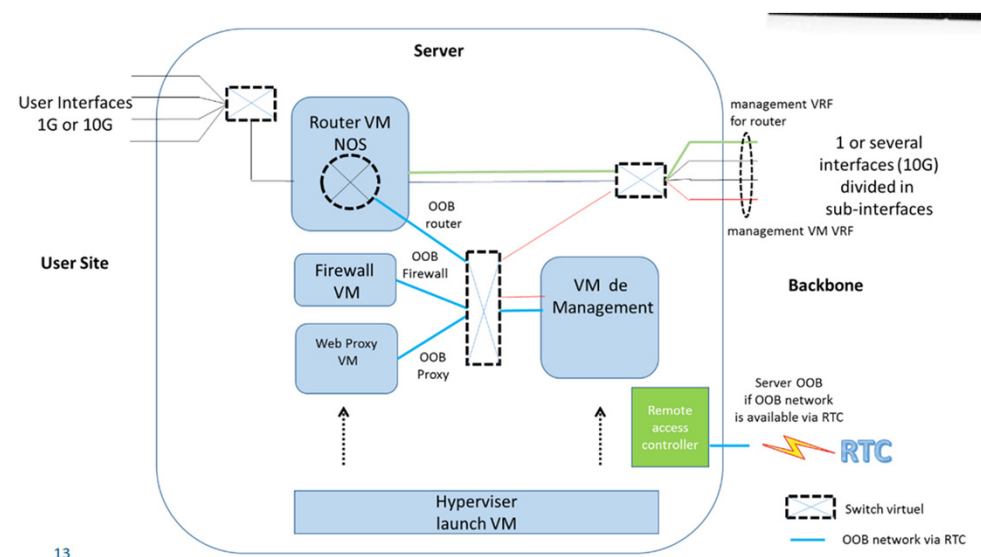 Server
User Interfaces
1G or 10G
Router VM
NOS
management VRF
for router
1 or several
interfaces (10G)
divided in
sub-interfaces
management VM VRF
OOB
router
User Site
Firewall
VM
OOB
Firewall
VM de
Management
Backbone
Web Proxy
VM
OOB
Proxy
Remote
access
controller
Server OOB
if OOB network
is available via RTC
RTC
Hyperviser
launch VM
Switch virtuel
OOB network via RTC
13